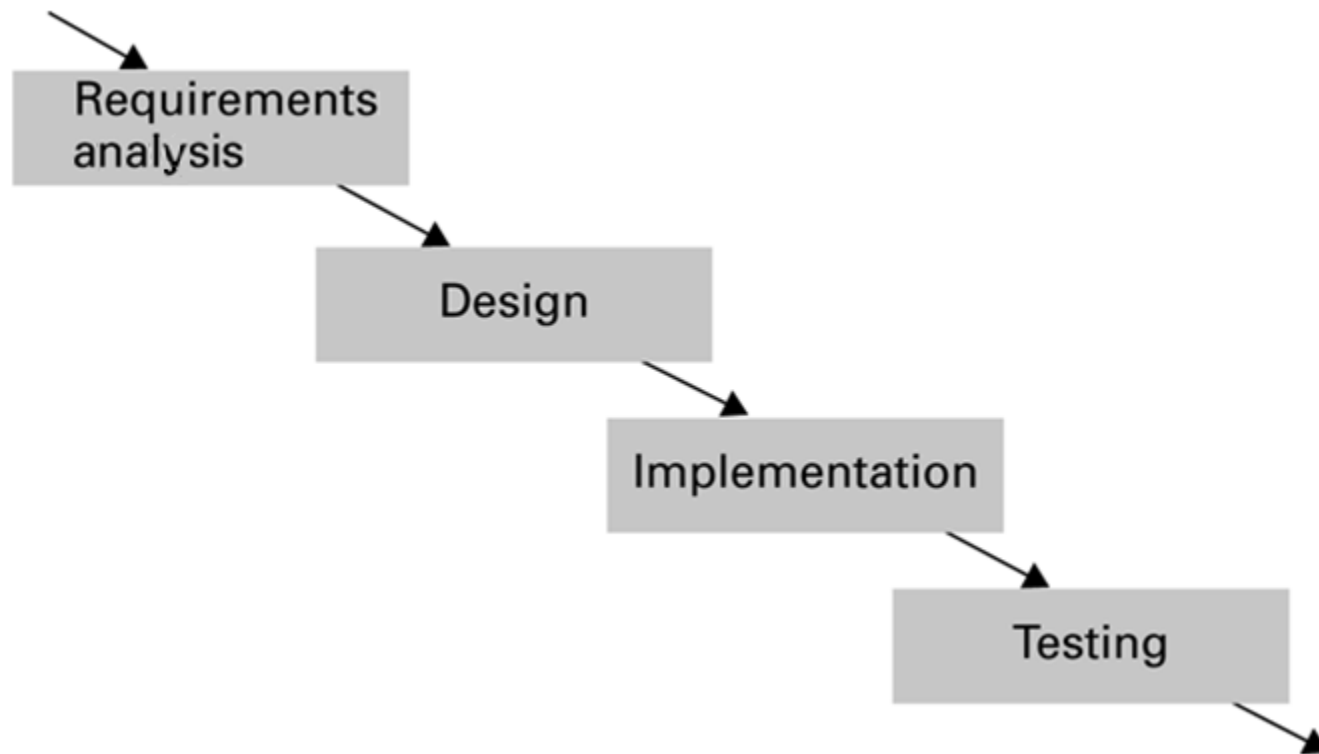 Requirements
analysis
Design
Implementation
Testing